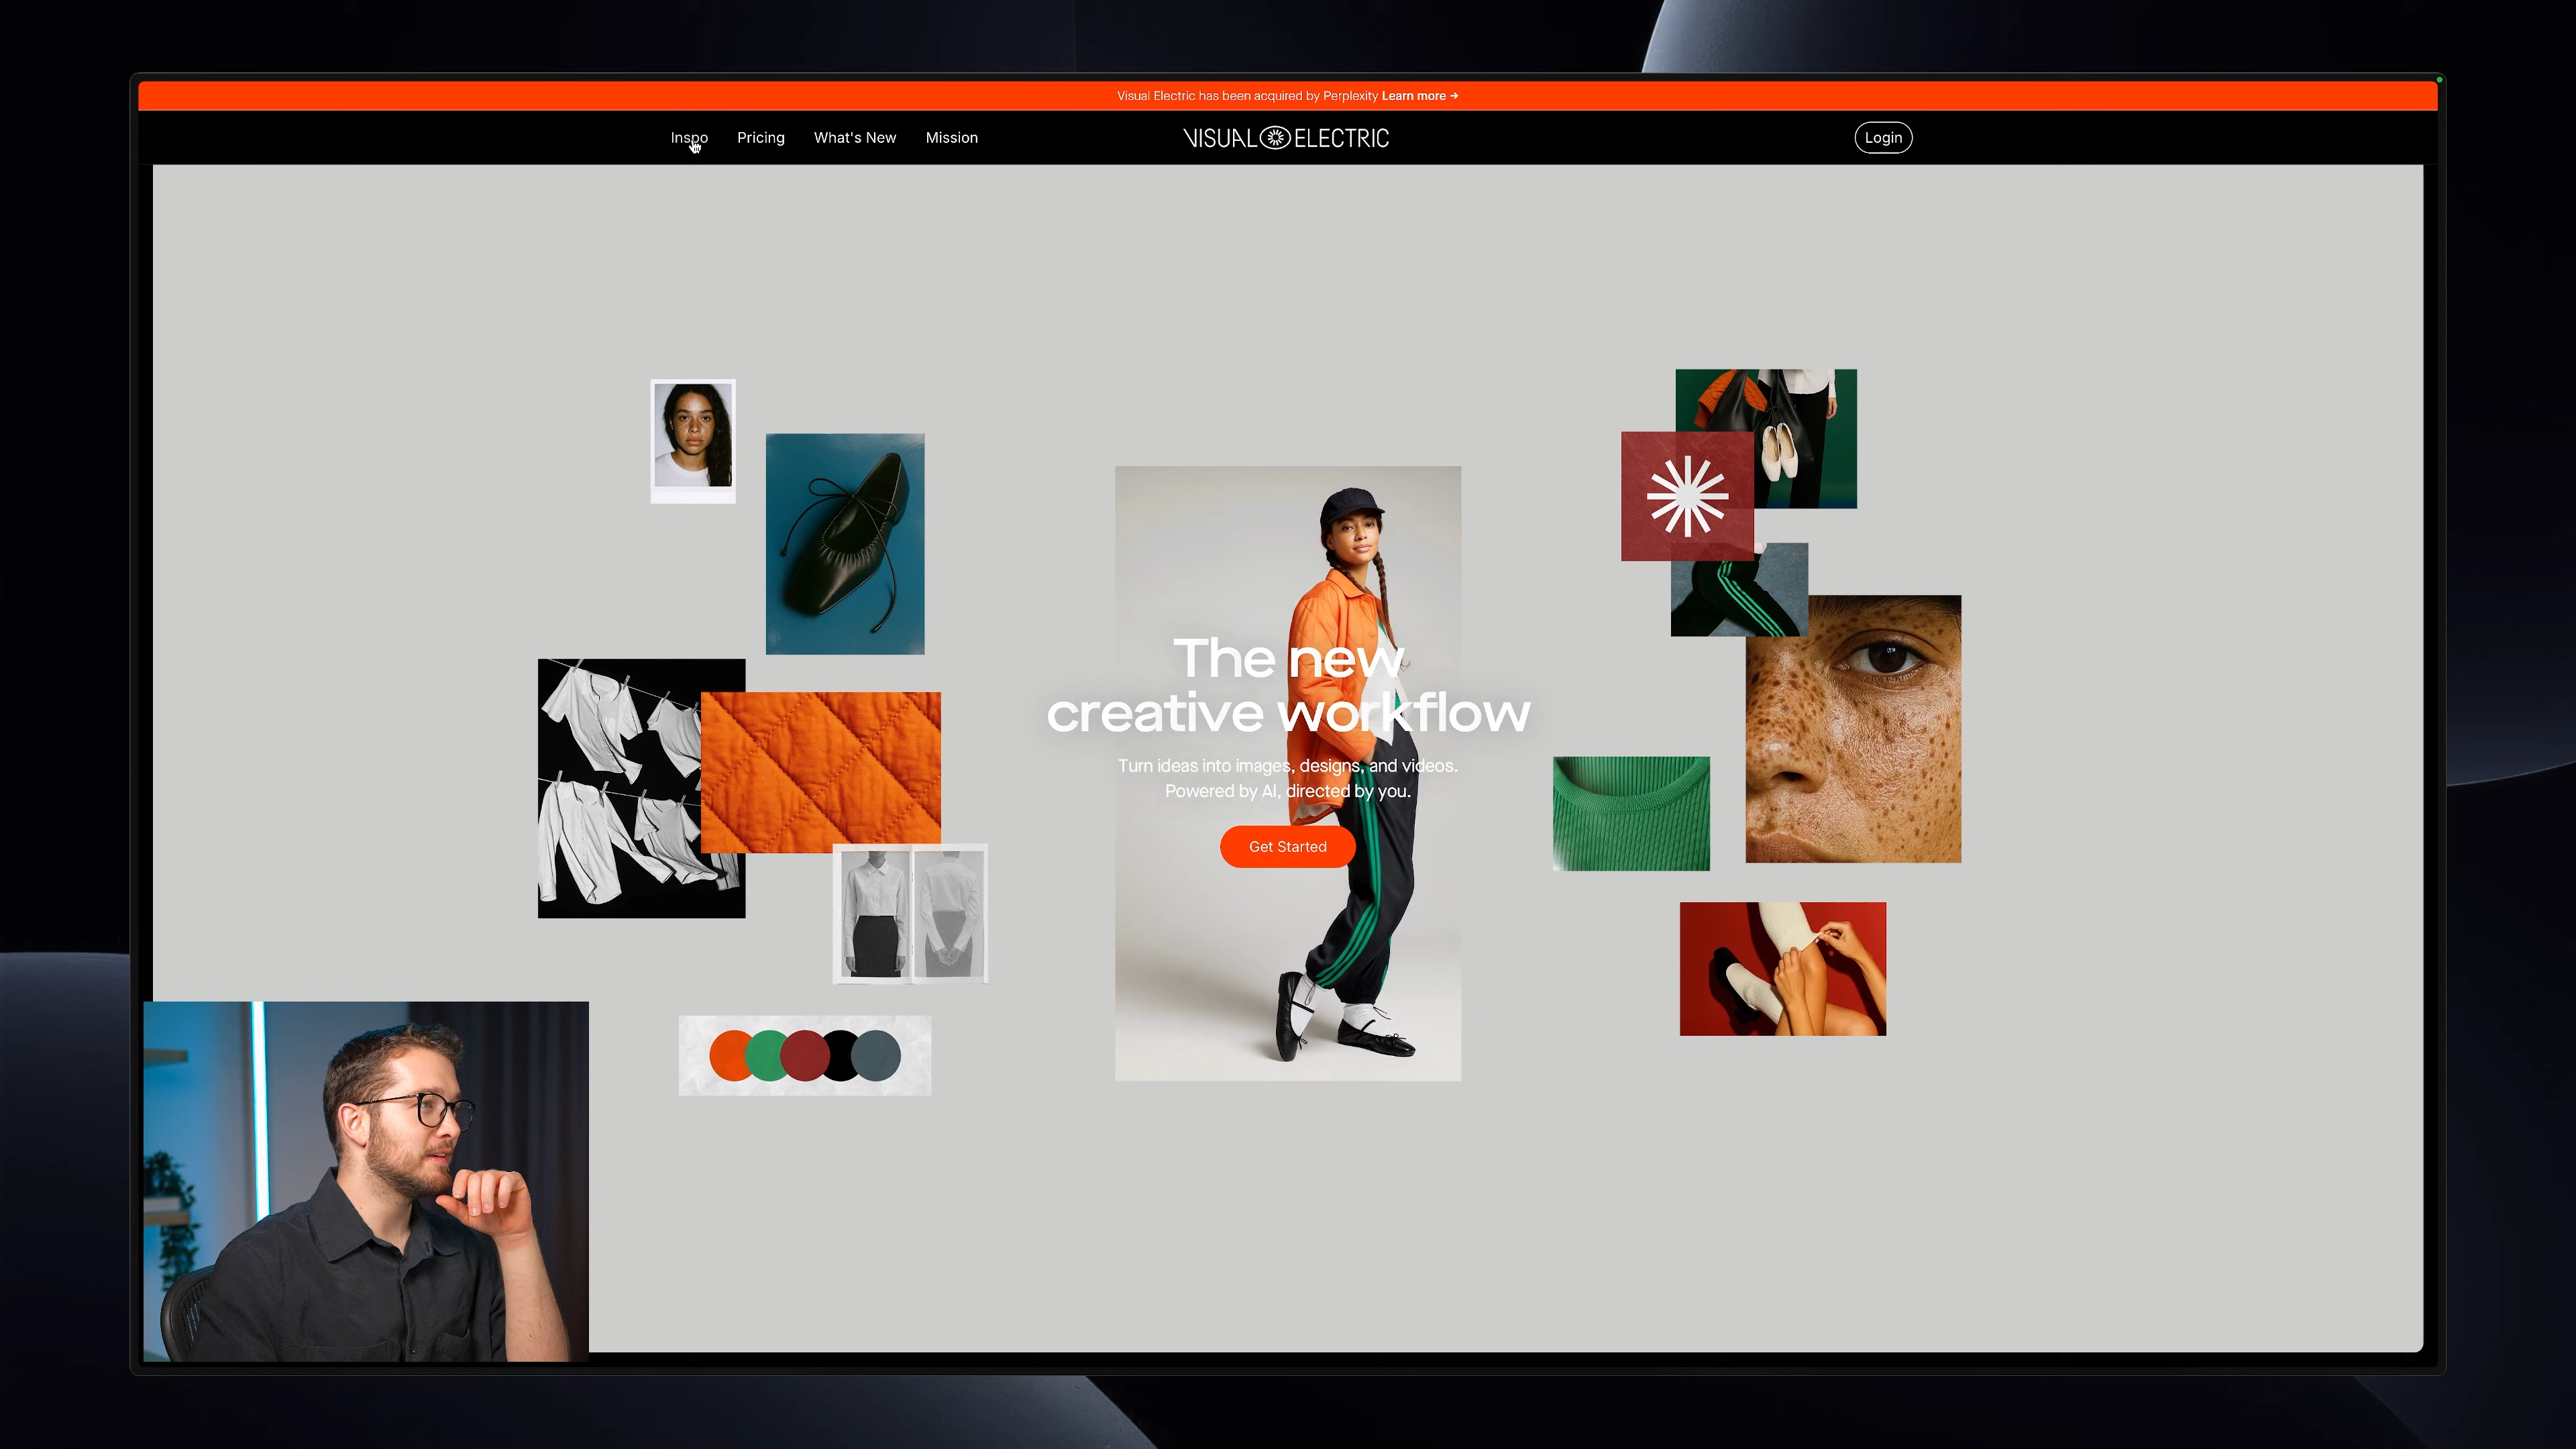 Visual Electric has been acquired by Perplexity Learn more →
Inspo Pricing What's New Mission
VISUAL ELECTRIC
Login
The new
creative workflow
Turn ideas into images, designs, and videos.
Powered by AI, directed by you.
Get Started